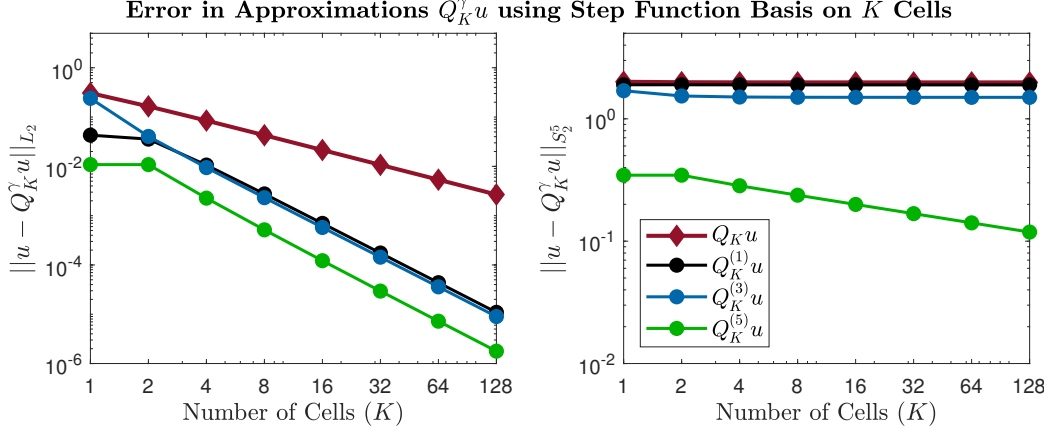 Error in Approximations $Q_K^\gamma u$ using Step Function Basis on $K$ Cells
$||u - Q_K^\gamma u||_{L_2}$
$10^0$
$10^{-2}$
$10^{-4}$
$10^{-6}$
1 2 4 8 16 32 64 128
Number of Cells ($K$)
$||u - Q_K^\gamma u||_{S_2^5}$
$10^0$
$10^{-1}$
$10^{-2}$
$Q_K u$
$Q_K^{(1)} u$
$Q_K^{(3)} u$
$Q_K^{(5)} u$
1 2 4 8 16 32 64 128
Number of Cells ($K$)